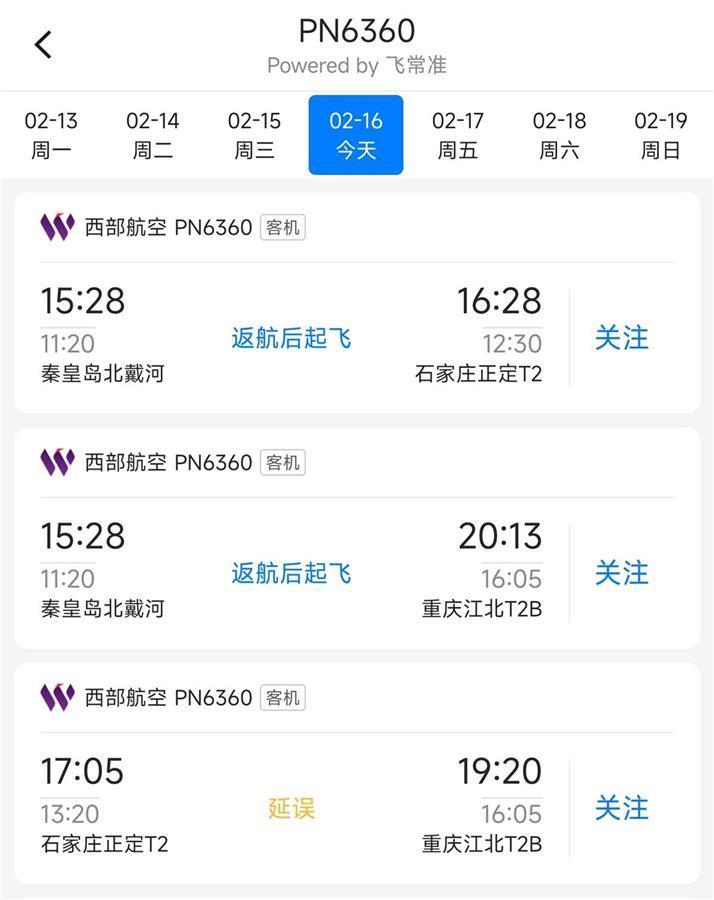 PN6360
Powered by 飞常准
02-13 02-14 02-15 02-16 02-17 02-18 02-19
周一 周二 周三 今天 周五 周六 周日
西部航空 PN6360 客机
15:28 16:28
11:20 返航后起飞 12:30 关注
秦皇岛北戴河 石家庄正定T2
西部航空 PN6360 客机
15:28 20:13
11:20 返航后起飞 16:05 关注
秦皇岛北戴河 重庆江北T2B
西部航空 PN6360 客机
17:05 19:20
13:20 延误 16:05 关注
石家庄正定T2 重庆江北T2B